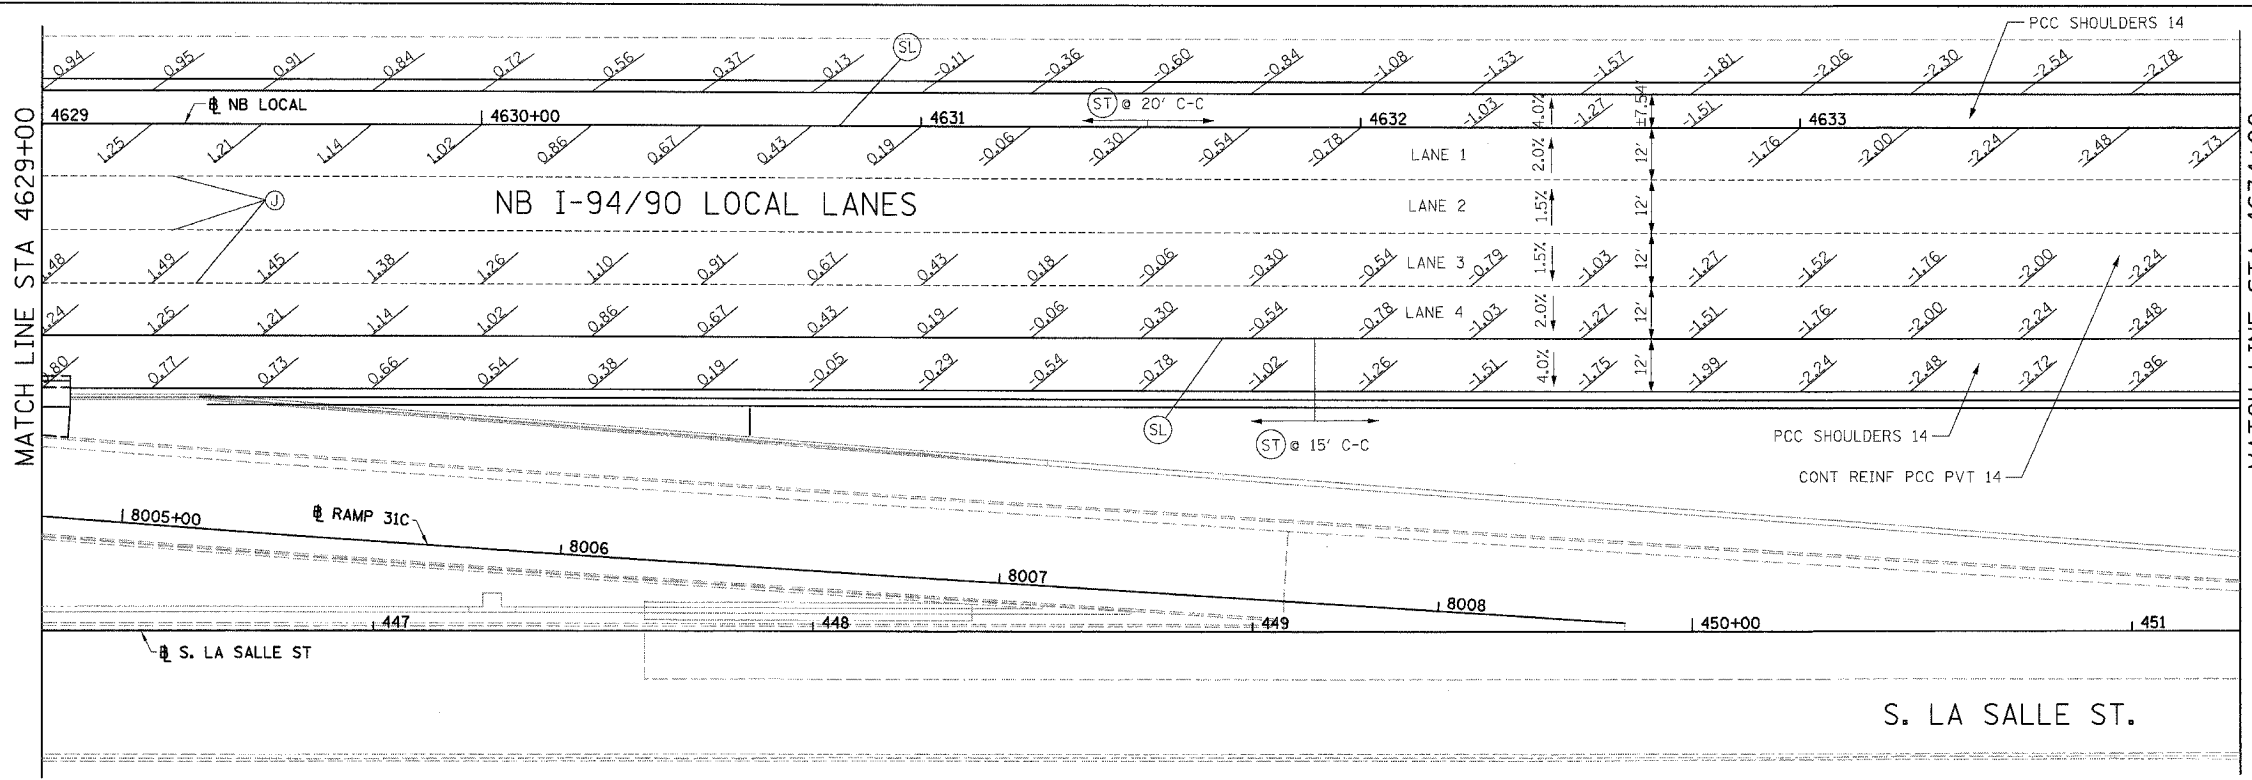 PCC SHOULDERS 14
0.94 0.95 0.91 0.84 0.72 0.56 0.37 0.13 SL -0.11 -0.36 -0.60 -0.84 -1.08 -1.33 -1.57 -1.81 -2.06 -2.30 -2.54 -2.78
4629 ℄ NB LOCAL 4630+00 4631 ST @ 20' C-C 4632 -1.03 4.0% -1.27 ±7.54' -1.51 4633
1.25 1.21 1.14 1.02 0.86 0.67 0.43 0.19 -0.06 -0.30 -0.54 -0.78 LANE 1 2.0% 12' -1.76 -2.00 -2.24 -2.48 -2.73
J NB I-94/90 LOCAL LANES LANE 2 1.5% 12'
1.49 1.45 1.38 1.26 1.10 0.91 0.67 0.43 0.18 -0.06 -0.30 -0.54 LANE 3 -0.79 1.5% -1.03 12' -1.27 -1.52 -1.76 -2.00 -2.24
1.25 1.21 1.14 1.02 0.86 0.67 0.43 0.19 -0.06 -0.30 -0.54 -0.78 LANE 4 -1.03 2.0% -1.27 12' -1.51 -1.76 -2.00 -2.24 -2.48
0.80 0.77 0.73 0.66 0.54 0.38 0.19 -0.05 -0.29 -0.54 -0.78 -1.02 -1.26 -1.51 4.0% -1.75 12' -1.99 -2.24 -2.48 -2.72 -2.96
MATCH LINE STA 4629+00
SL
ST @ 15' C-C
PCC SHOULDERS 14
CONT REINF PCC PVT 14
8005+00 ℄ RAMP 31C 8006 8007 8008
447 448 449 450+00 451
℄ S. LA SALLE ST
S. LA SALLE ST.